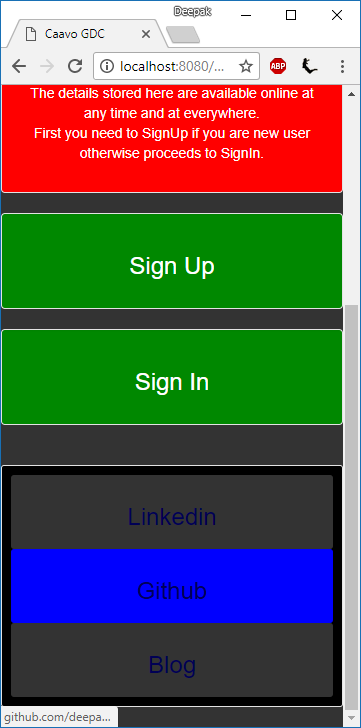 Deepak
Caavo GDC
localhost:8080/...
ABP
The details stored here are available online at
any time and at everywhere.
First you need to SignUp if you are new user
otherwise proceeds to SignIn.
Sign Up
Sign In
Linkedin
Github
Blog
github.com/deepa...